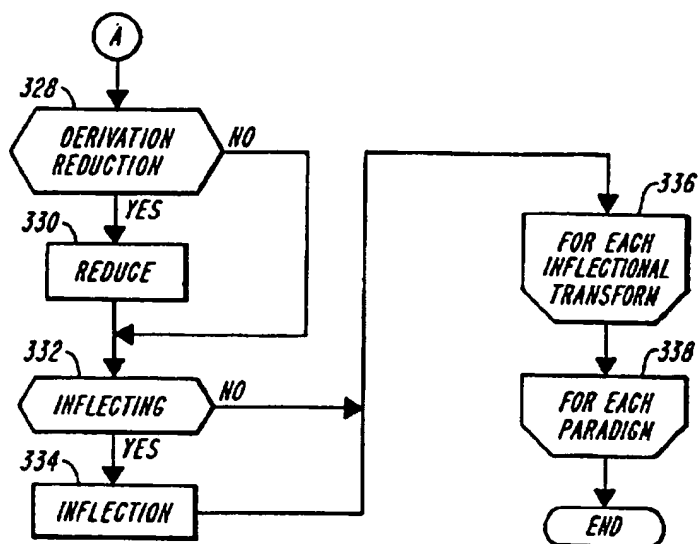 A
328
DERIVATION
REDUCTION
NO
YES
330
REDUCE
332
INFLECTING
NO
YES
334
INFLECTION
336
FOR EACH
INFLECTIONAL
TRANSFORM
338
FOR EACH
PARADIGM
END